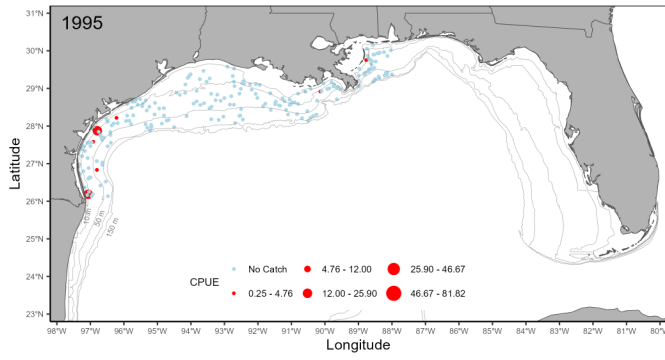 1995
31°N
30°N
29°N
28°N
27°N
26°N
25°N
24°N
23°N
Latitude
10 m
50 m
150 m
CPUE
No Catch
4.76 - 12.00
25.90 - 46.67
0.25 - 4.76
12.00 - 25.90
46.67 - 81.82
98°W 97°W 96°W 95°W 94°W 93°W 92°W 91°W 90°W 89°W 88°W 87°W 86°W 85°W 84°W 83°W 82°W 81°W 80°W
Longitude